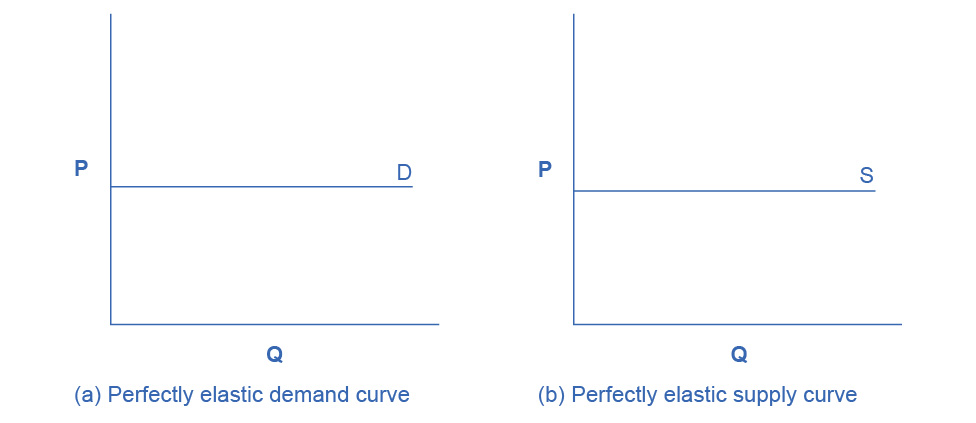 P
D
Q
(a) Perfectly elastic demand curve
P
S
Q
(b) Perfectly elastic supply curve